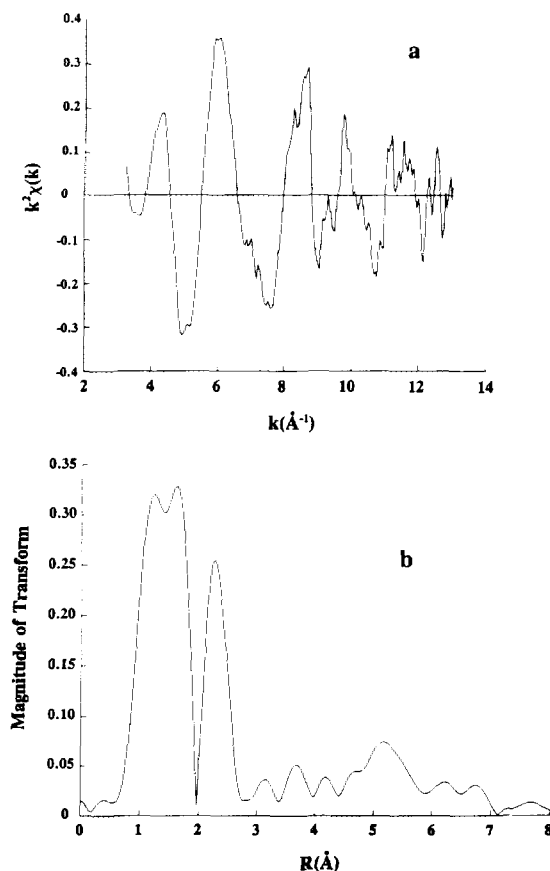 a
0.4
0.3
0.2
k²χ(k)
0.1
0
-0.1
-0.2
-0.3
-0.4
2 4 6 8 10 12 14
k(Å⁻¹)
0.35
b
0.30
0.25
Magnitude of Transform
0.20
0.15
0.10
0.05
0
0 1 2 3 4 5 6 7 8
R(Å)